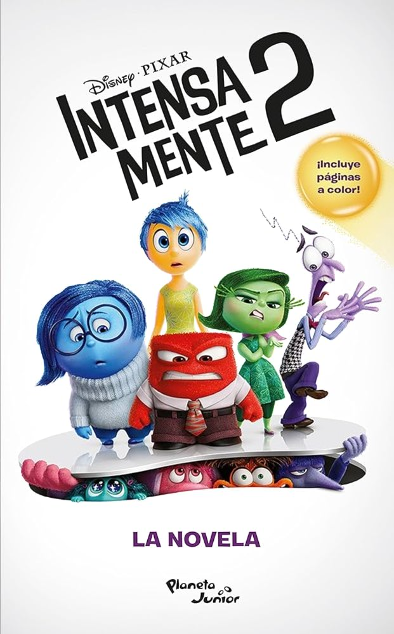 Disney · PIXAR
INTENSA
MENTE 2
¡Incluye
páginas
a color!
LA NOVELA
Planeta
Junior